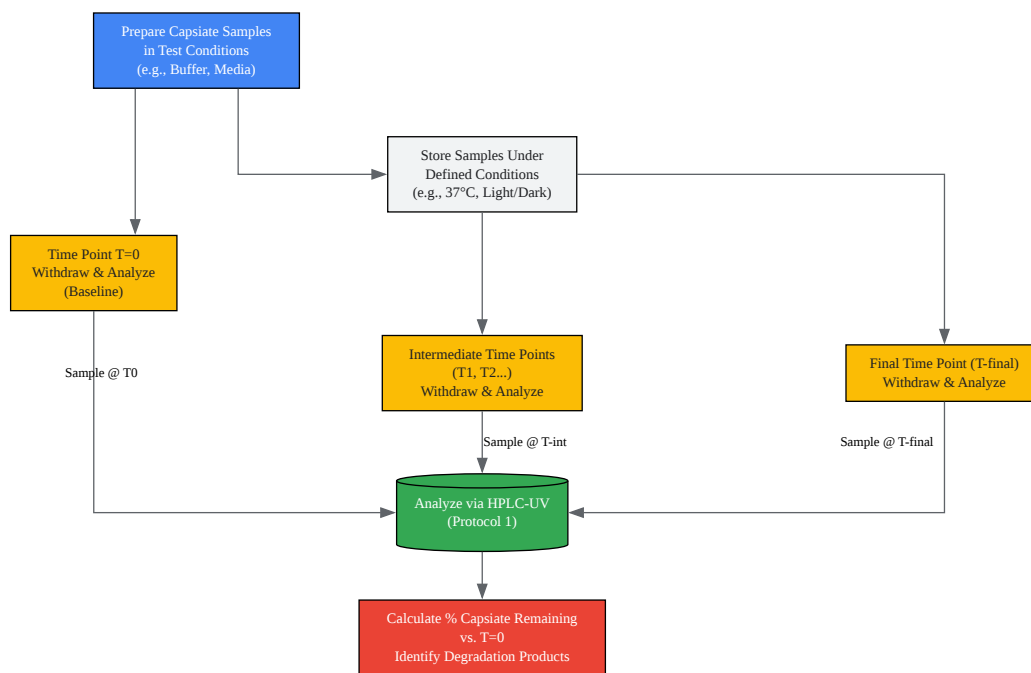 Prepare Capsiate Samples
in Test Conditions
(e.g., Buffer, Media)
Store Samples Under
Defined Conditions
(e.g., 37°C, Light/Dark)
Time Point T=0
Withdraw & Analyze
(Baseline)
Intermediate Time Points
(T1, T2...)
Withdraw & Analyze
Final Time Point (T-final)
Withdraw & Analyze
Sample @ T0
Sample @ T-int
Sample @ T-final
Analyze via HPLC-UV
(Protocol 1)
Calculate % Capsiate Remaining
vs. T=0
Identify Degradation Products